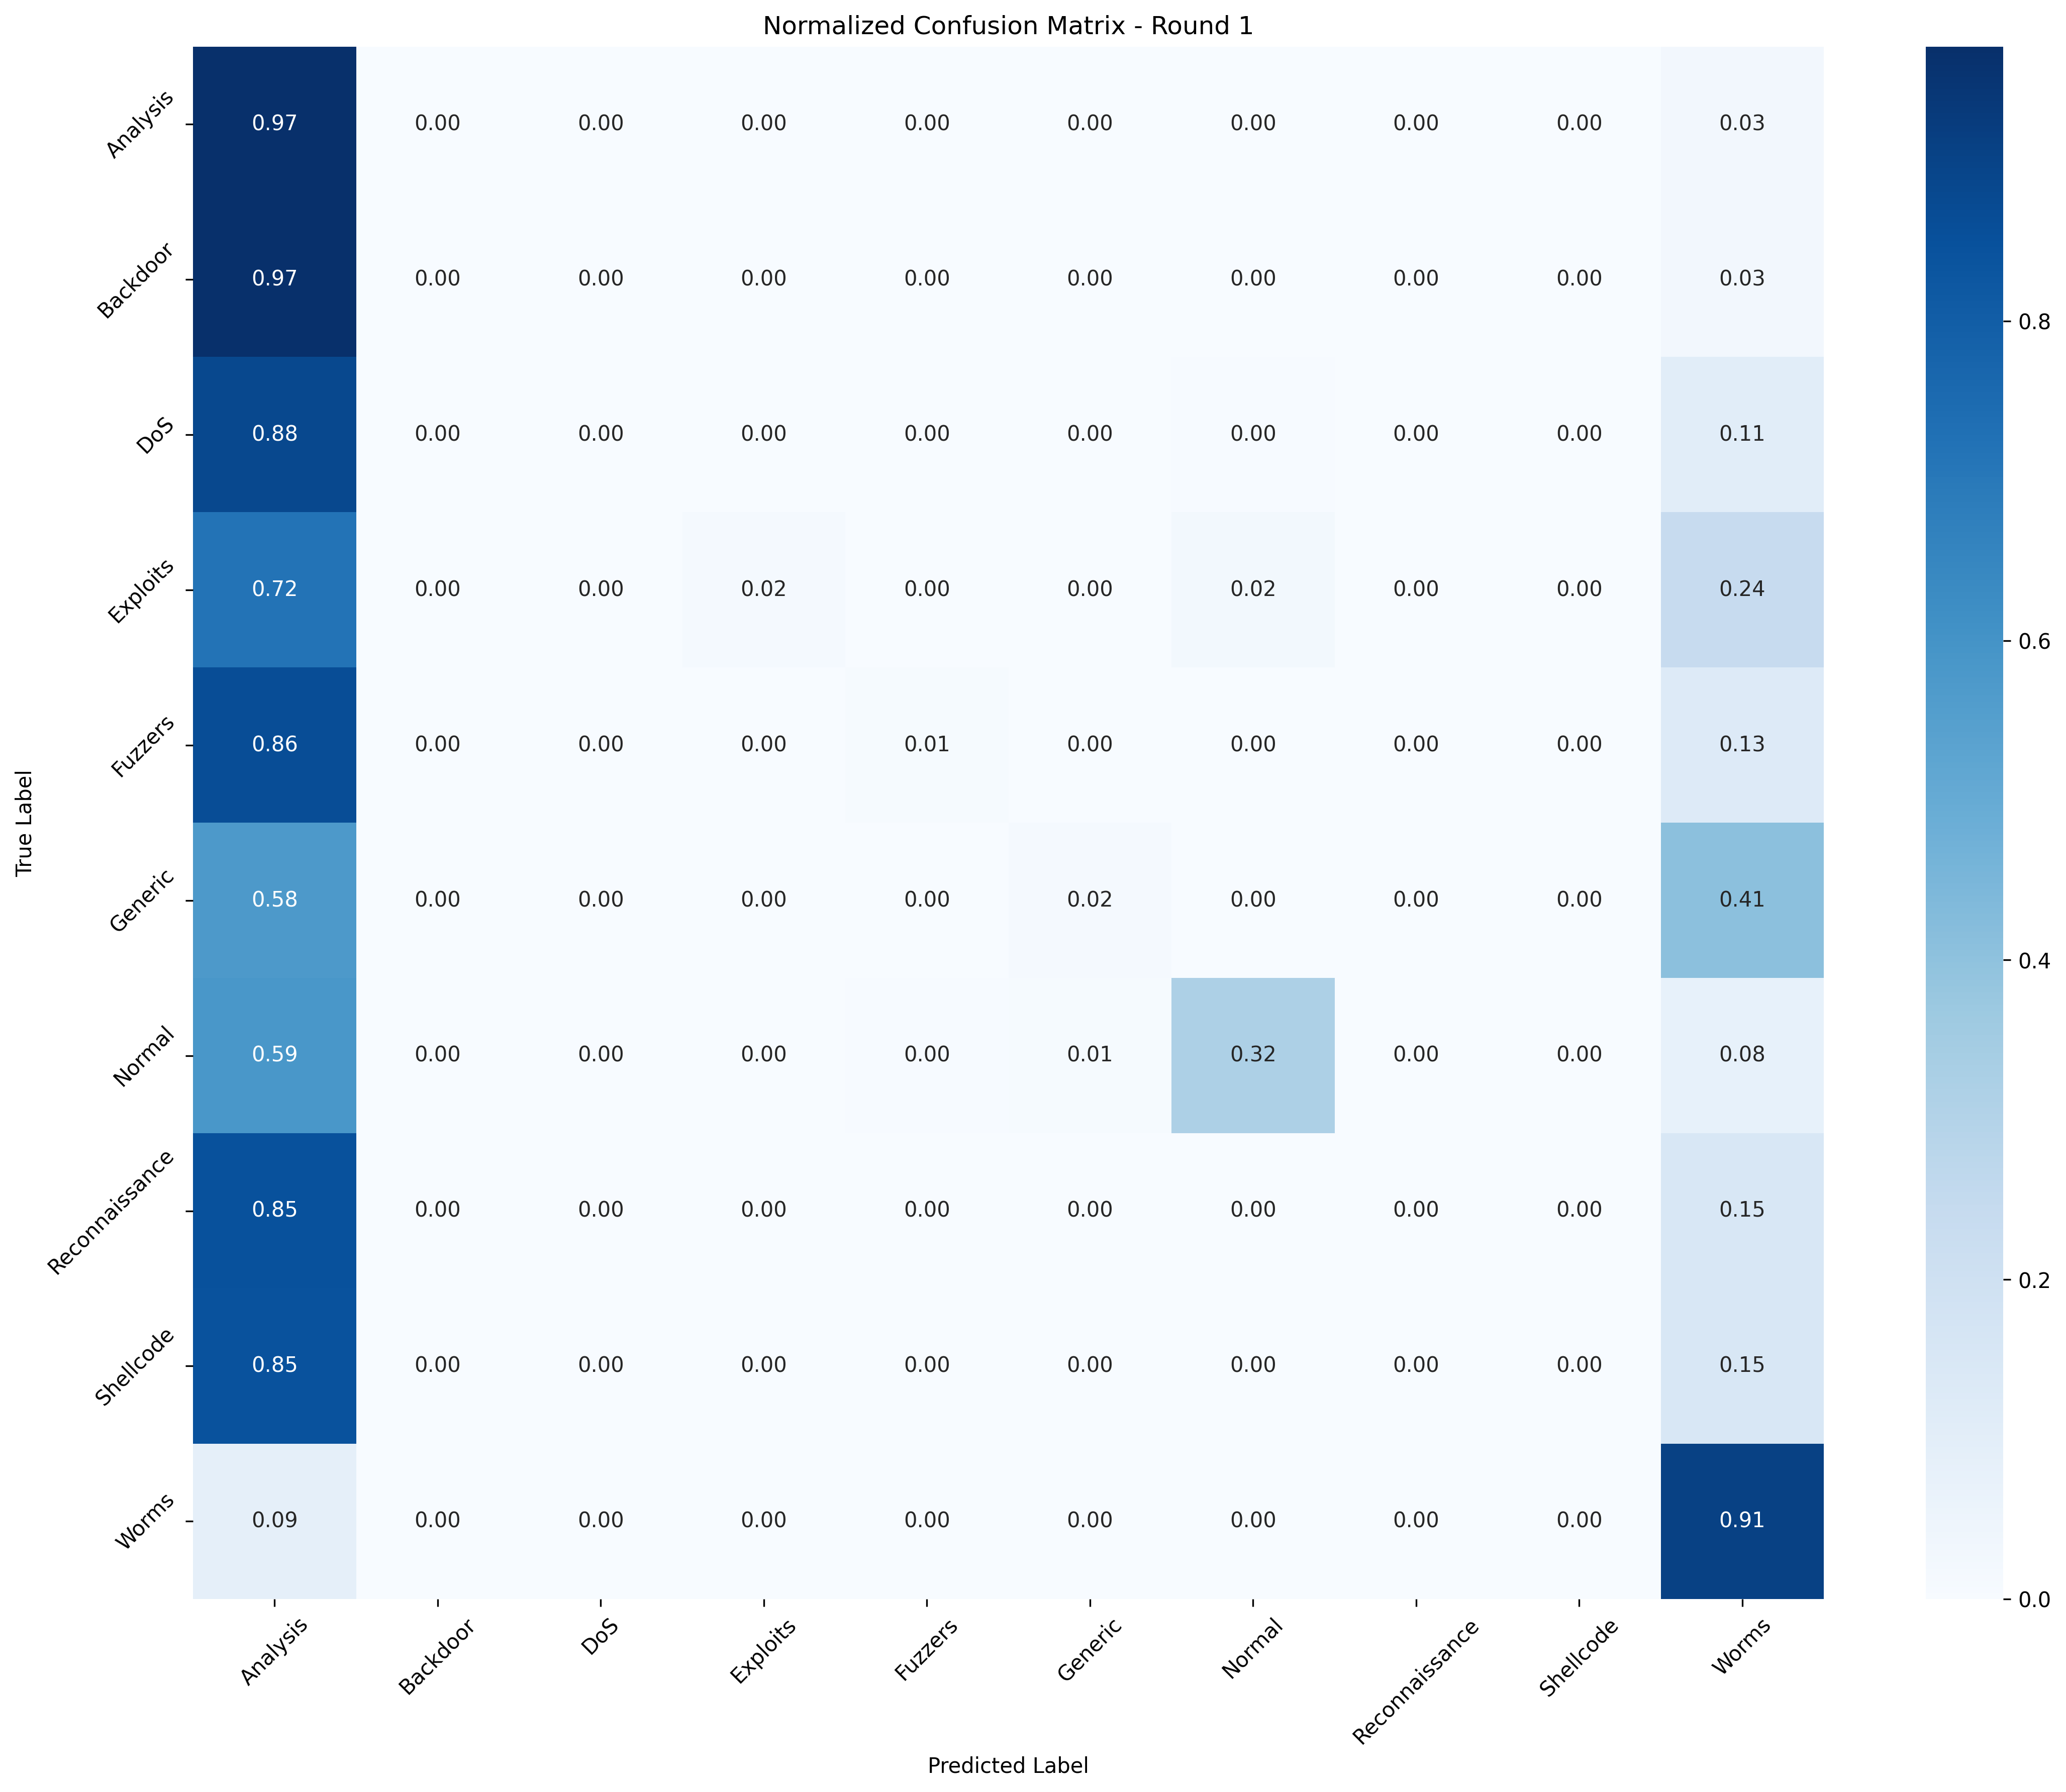 Normalized Confusion Matrix - Round 1
True Label
Analysis 0.97 0.00 0.00 0.00 0.00 0.00 0.00 0.00 0.00 0.03
Backdoor 0.97 0.00 0.00 0.00 0.00 0.00 0.00 0.00 0.00 0.03
DoS 0.88 0.00 0.00 0.00 0.00 0.00 0.00 0.00 0.00 0.11
Exploits 0.72 0.00 0.00 0.02 0.00 0.00 0.02 0.00 0.00 0.24
Fuzzers 0.86 0.00 0.00 0.00 0.01 0.00 0.00 0.00 0.00 0.13
Generic 0.58 0.00 0.00 0.00 0.00 0.02 0.00 0.00 0.00 0.41
Normal 0.59 0.00 0.00 0.00 0.00 0.01 0.32 0.00 0.00 0.08
Reconnaissance 0.85 0.00 0.00 0.00 0.00 0.00 0.00 0.00 0.00 0.15
Shellcode 0.85 0.00 0.00 0.00 0.00 0.00 0.00 0.00 0.00 0.15
Worms 0.09 0.00 0.00 0.00 0.00 0.00 0.00 0.00 0.00 0.91
Analysis Backdoor DoS Exploits Fuzzers Generic Normal Reconnaissance Shellcode Worms
Predicted Label
0.8
0.6
0.4
0.2
0.0